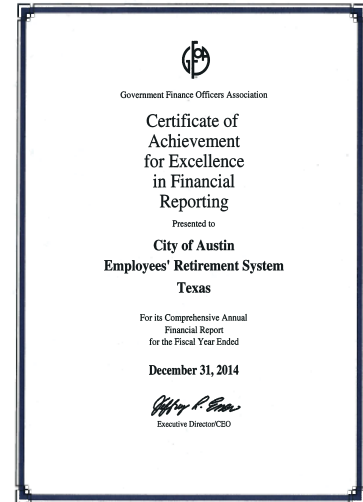 Government Finance Officers Association
Certificate of
Achievement
for Excellence
in Financial
Reporting
Presented to
City of Austin
Employees' Retirement System
Texas
For its Comprehensive Annual
Financial Report
for the Fiscal Year Ended
December 31, 2014
Jeffrey R. Enos
Executive Director/CEO